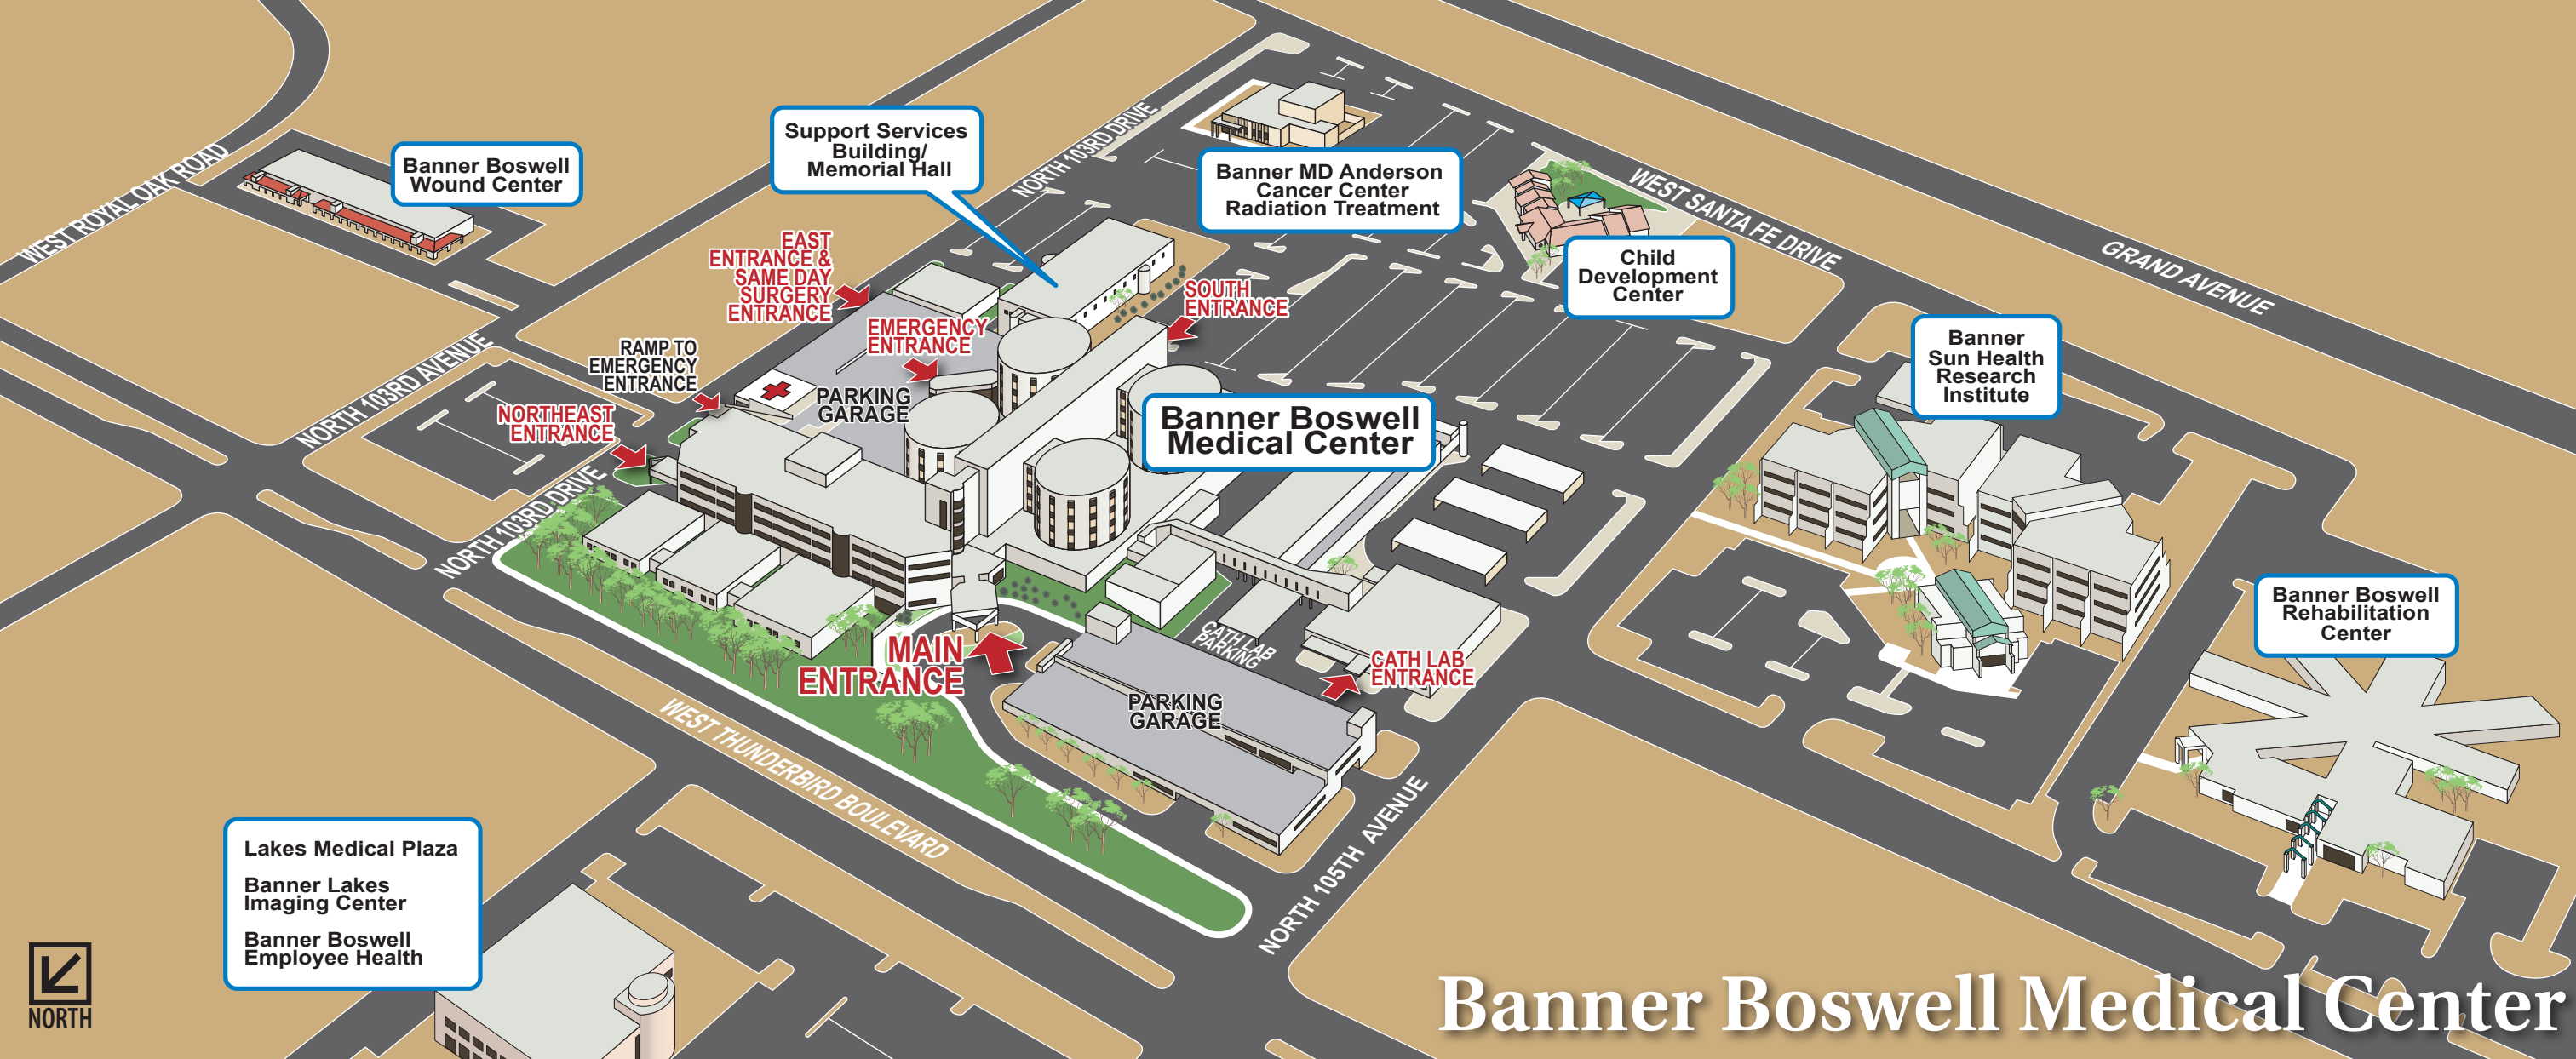 WEST ROYAL OAK ROAD
Banner Boswell
Wound Center
Support Services
Building/
Memorial Hall
NORTH 103RD DRIVE
Banner MD Anderson
Cancer Center
Radiation Treatment
WEST SANTA FE DRIVE
GRAND AVENUE
Child
Development
Center
EAST
ENTRANCE &
SAME DAY
SURGERY
ENTRANCE
SOUTH
ENTRANCE
EMERGENCY
ENTRANCE
RAMP TO
EMERGENCY
ENTRANCE
PARKING
GARAGE
NORTH 103RD AVENUE
NORTHEAST
ENTRANCE
NORTH 103RD DRIVE
Banner Boswell
Medical Center
Banner
Sun Health
Research
Institute
Banner Boswell
Rehabilitation
Center
MAIN
ENTRANCE
CATH LAB
PARKING
CATH LAB
ENTRANCE
PARKING
GARAGE
WEST THUNDERBIRD BOULEVARD
NORTH 105TH AVENUE
Lakes Medical Plaza
Banner Lakes
Imaging Center
Banner Boswell
Employee Health
NORTH
Banner Boswell Medical Center